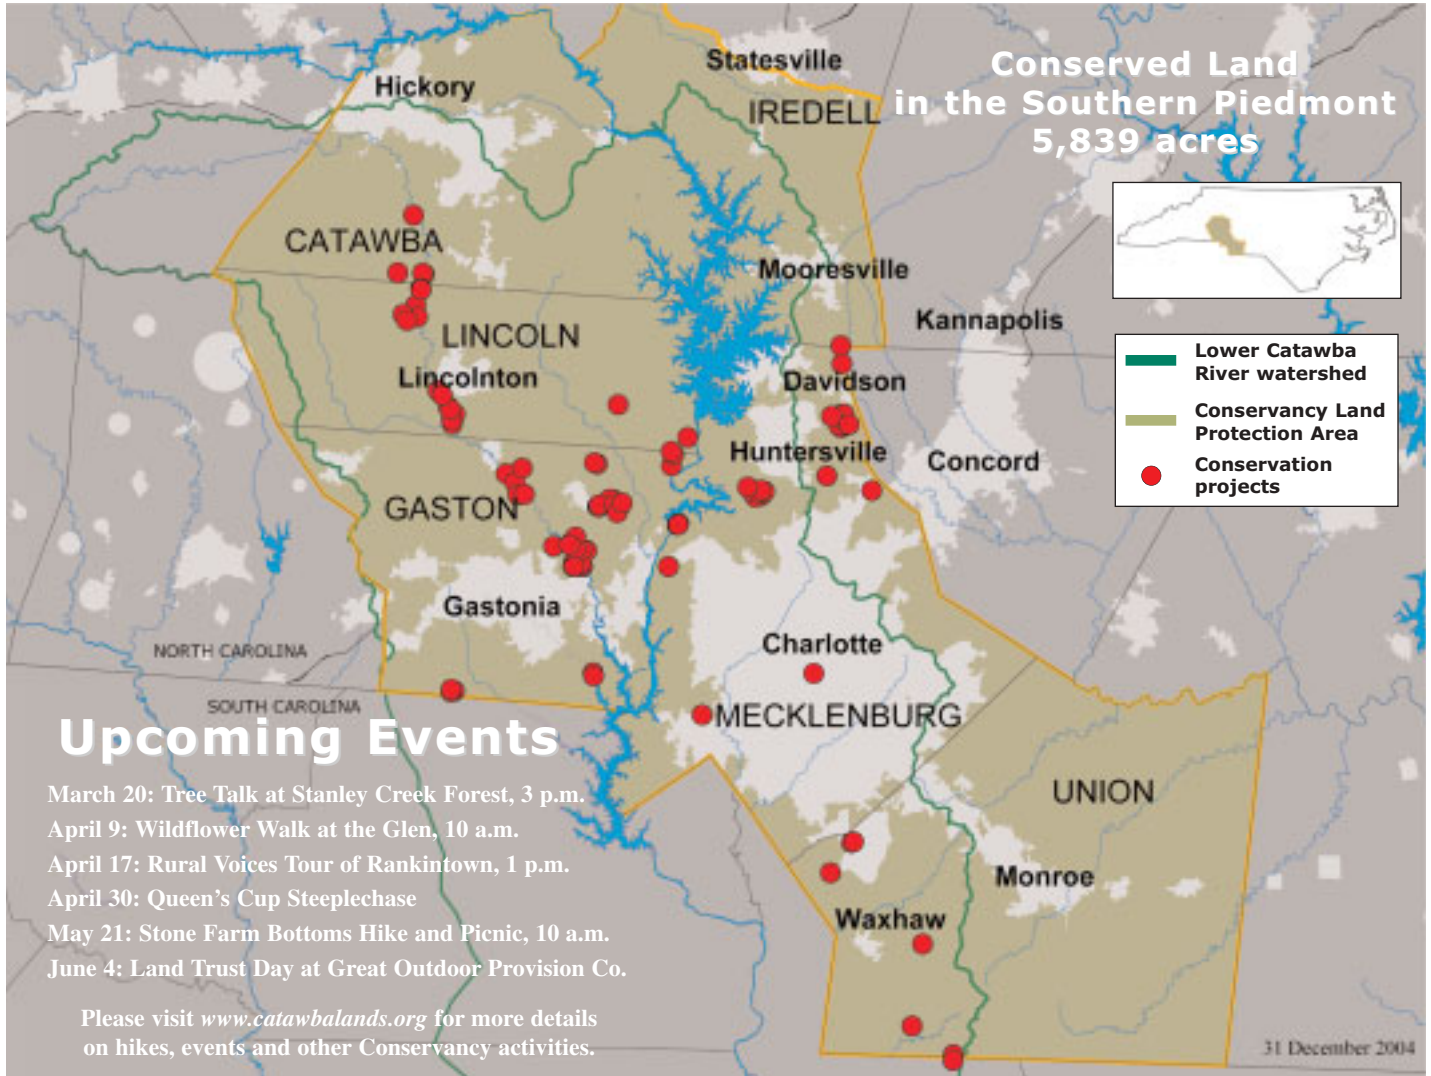 Conserved Land
in the Southern Piedmont
5,839 acres
Statesville
Hickory
IREDELL
CATAWBA
Mooresville
Kannapolis
LINCOLN
Lincolnton
Davidson
Huntersville
Concord
GASTON
Gastonia
Charlotte
NORTH CAROLINA
SOUTH CAROLINA
MECKLENBURG
UNION
Monroe
Waxhaw
Lower Catawba
River watershed
Conservancy Land
Protection Area
Conservation
projects
Upcoming Events
March 20: Tree Talk at Stanley Creek Forest, 3 p.m.
April 9: Wildflower Walk at the Glen, 10 a.m.
April 17: Rural Voices Tour of Rankintown, 1 p.m.
April 30: Queen’s Cup Steeplechase
May 21: Stone Farm Bottoms Hike and Picnic, 10 a.m.
June 4: Land Trust Day at Great Outdoor Provision Co.
Please visit www.catawbalands.org for more details
on hikes, events and other Conservancy activities.
31 December 2004